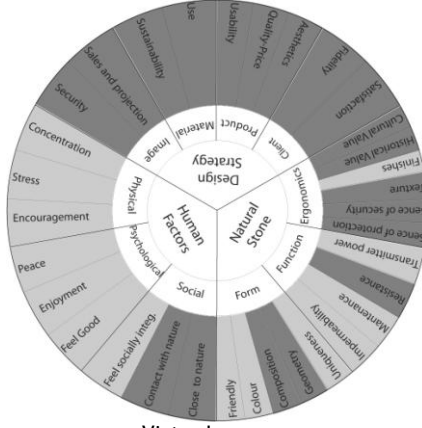 Use
Sustainability
Sales and projection
Security
Usability
Quality-Price
Aesthetics
Fidelity
Satisfaction
Cultural Value
Historical Value
Finishes
exture
ence of security
ence of protection
Transmitter power
Resistance
Maintenance
Impermeability
Uniqueness
Geometry
Composition
Colour
Friendly
Close to nature
Contact with nature
Feel socially integ.
Feel Good
Enjoyment
Peace
Encouragement
Stress
Concentration
Image
Material
Product
Client
Ergonomics
Function
Form
Social
Psychological
Physical
Design
Strategy
Natural
Stone
Human
Factors